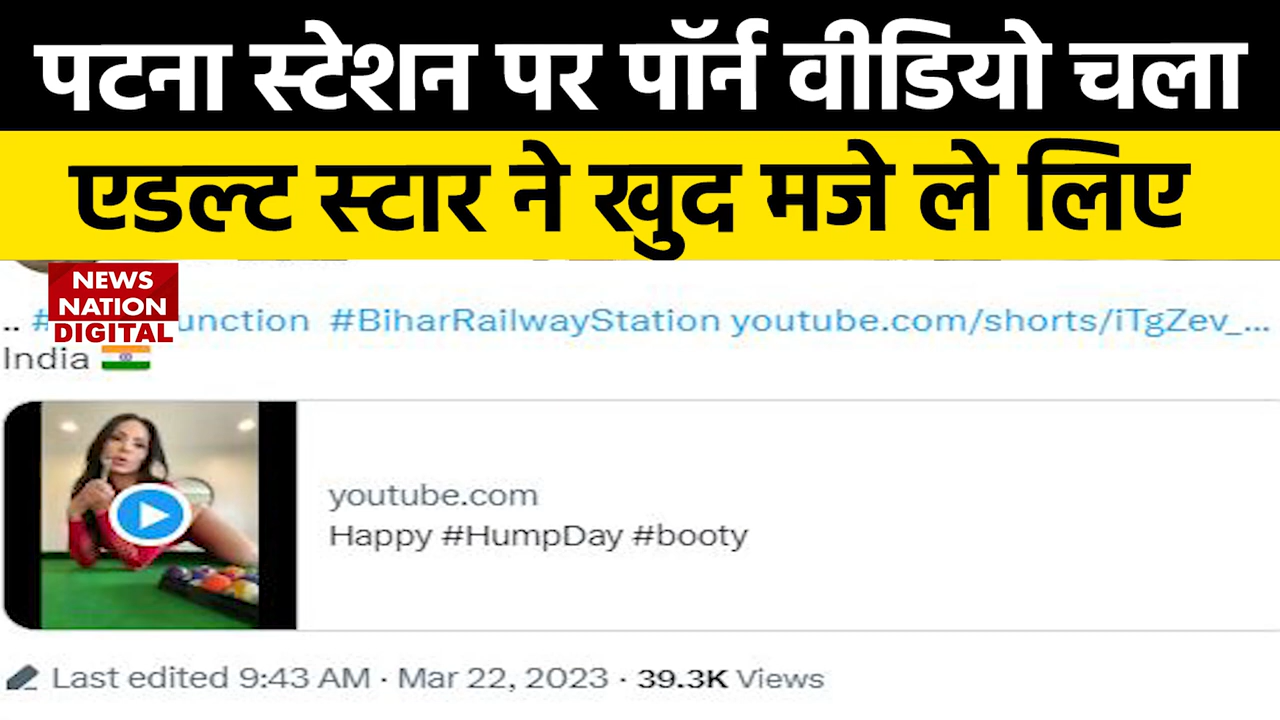 पटना स्टेशन पर पॉर्न वीडियो चला
एडल्ट स्टार ने खुद मजे ले लिए
NEWS
NATION
DIGITAL
.. # unction #BiharRailwayStation youtube.com/shorts/iTgZev_...
India
youtube.com
Happy #HumpDay #booty
Last edited 9:43 AM · Mar 22, 2023 · 39.3K Views